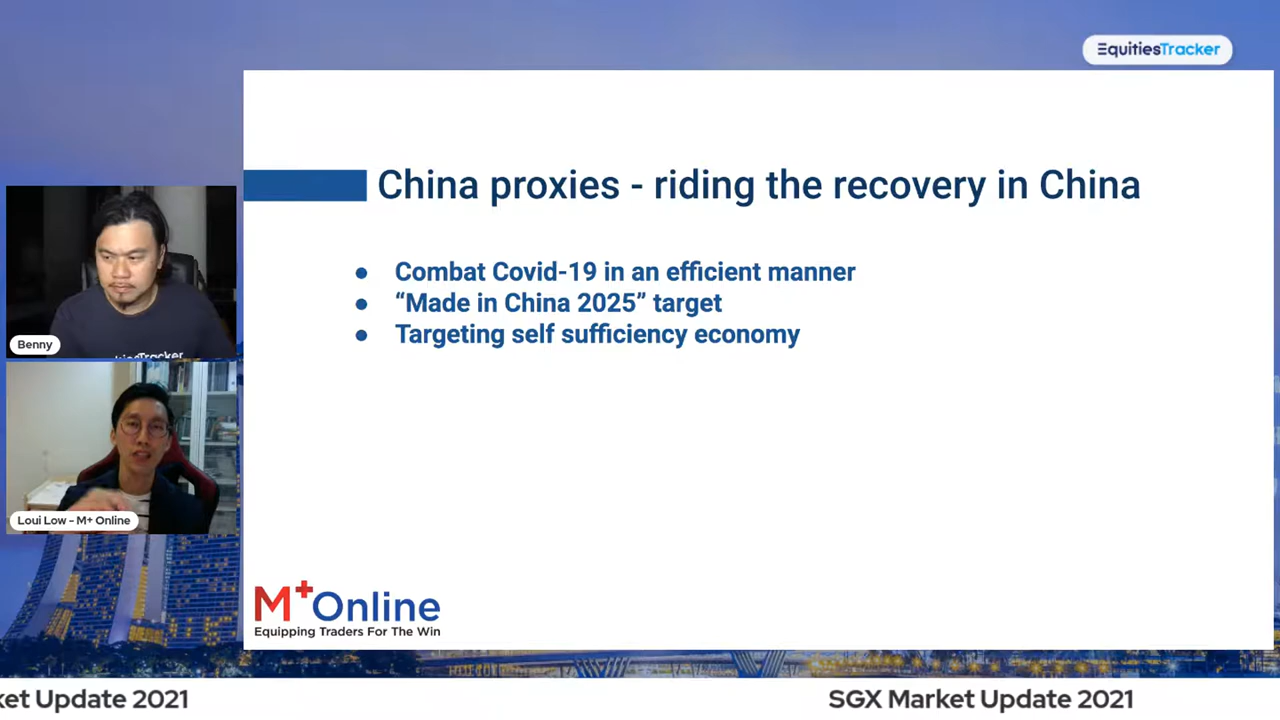 EquitiesTracker
China proxies - riding the recovery in China
● Combat Covid-19 in an efficient manner
● “Made in China 2025” target
● Targeting self sufficiency economy
Benny
Loui Low - M+ Online
M+Online
Equipping Traders For The Win
ket Update 2021
SGX Market Update 2021